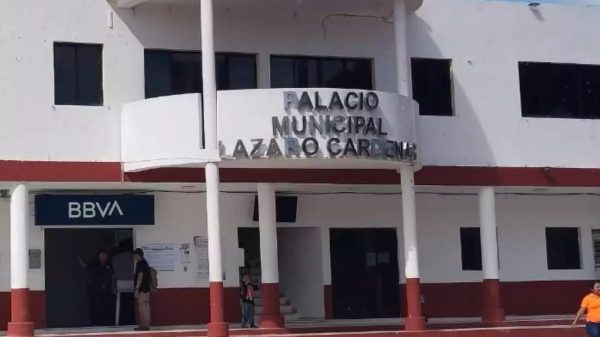 PALACIO
MUNICIPAL
LAZARO CARDENAS
BBVA